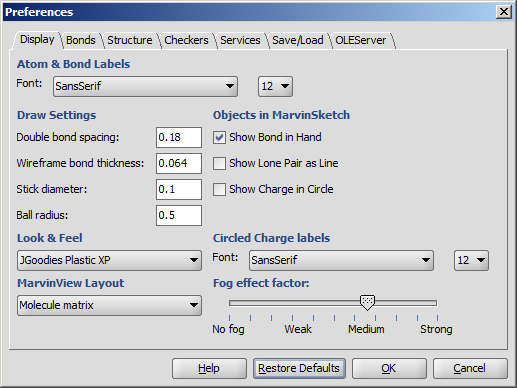 Preferences
Display Bonds Structure Checkers Services Save/Load OLEServer
Atom & Bond Labels
Font: SansSerif 12
Draw Settings
Double bond spacing: 0.18
Wireframe bond thickness: 0.064
Stick diameter: 0.1
Ball radius: 0.5
Objects in MarvinSketch
Show Bond in Hand
Show Lone Pair as Line
Show Charge in Circle
Look & Feel
JGoodies Plastic XP
Circled Charge labels
Font: SansSerif 12
MarvinView Layout
Molecule matrix
Fog effect factor:
No fog Weak Medium Strong
Help Restore Defaults OK Cancel